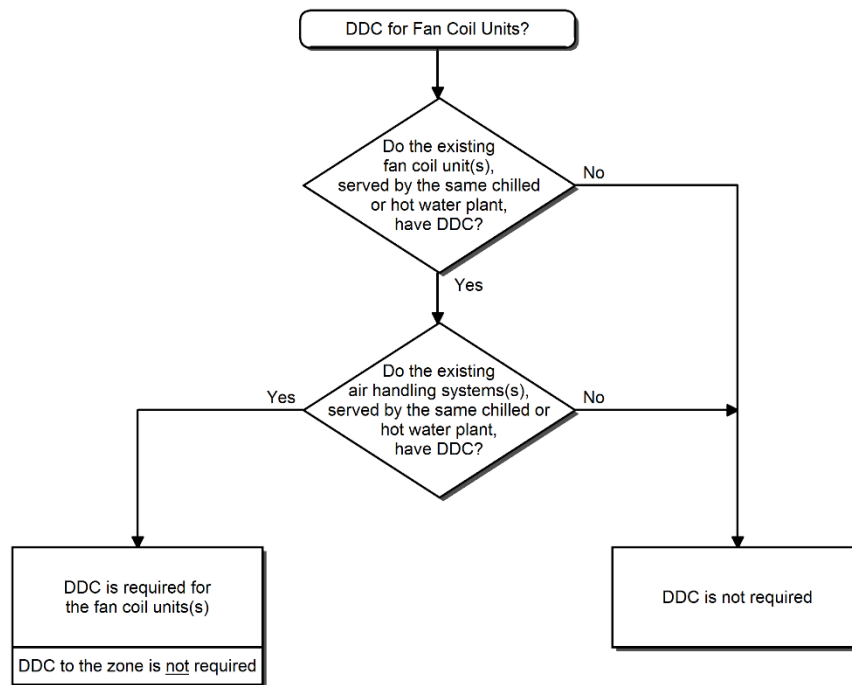 DDC for Fan Coil Units?
Do the existing
fan coil unit(s),
served by the same chilled
or hot water plant,
have DDC?
No
Yes
Do the existing
air handling systems(s),
served by the same chilled or
hot water plant,
have DDC?
Yes
No
DDC is required for
the fan coil units(s)
DDC to the zone is not required
DDC is not required